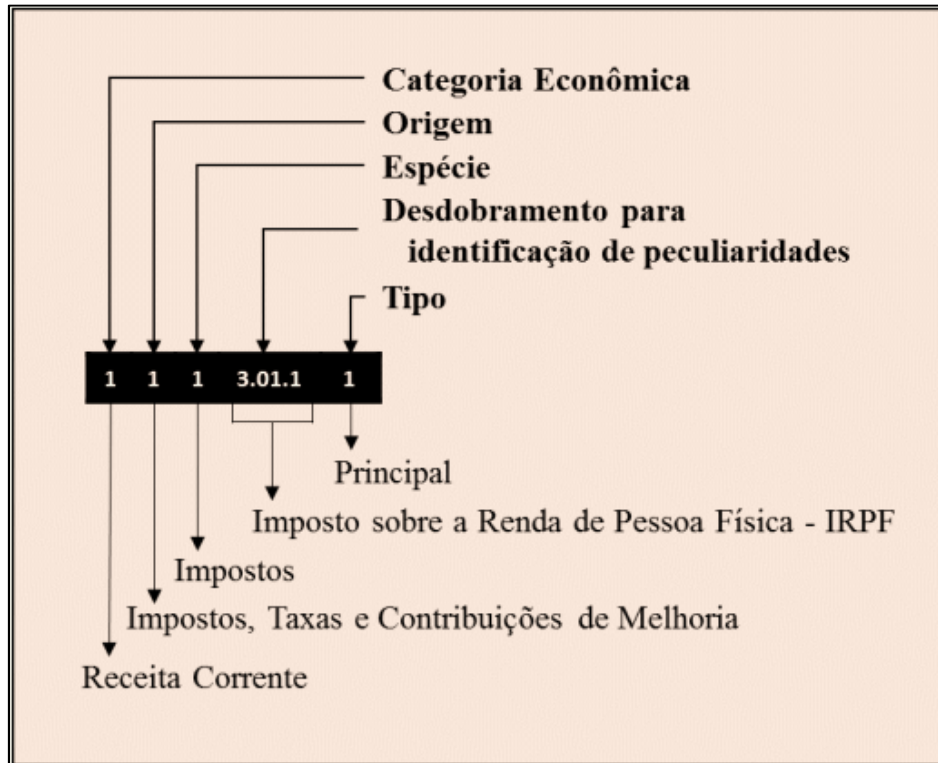 Categoria Econômica
Origem
Espécie
Desdobramento para
identificação de peculiaridades
Tipo
1 1 1 3.01.1 1
Principal
Imposto sobre a Renda de Pessoa Física - IRPF
Impostos
Impostos, Taxas e Contribuições de Melhoria
Receita Corrente